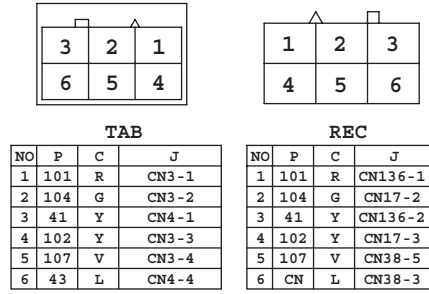 3 2 1
6 5 4
1 2 3
4 5 6
TAB
NO P C J
1 101 R CN3-1
2 104 G CN3-2
3 41 Y CN4-1
4 102 Y CN3-3
5 107 V CN3-4
6 43 L CN4-4
REC
NO P C J
1 101 R CN136-1
2 104 G CN17-2
3 41 Y CN136-2
4 102 Y CN17-3
5 107 V CN38-5
6 CN L CN38-3